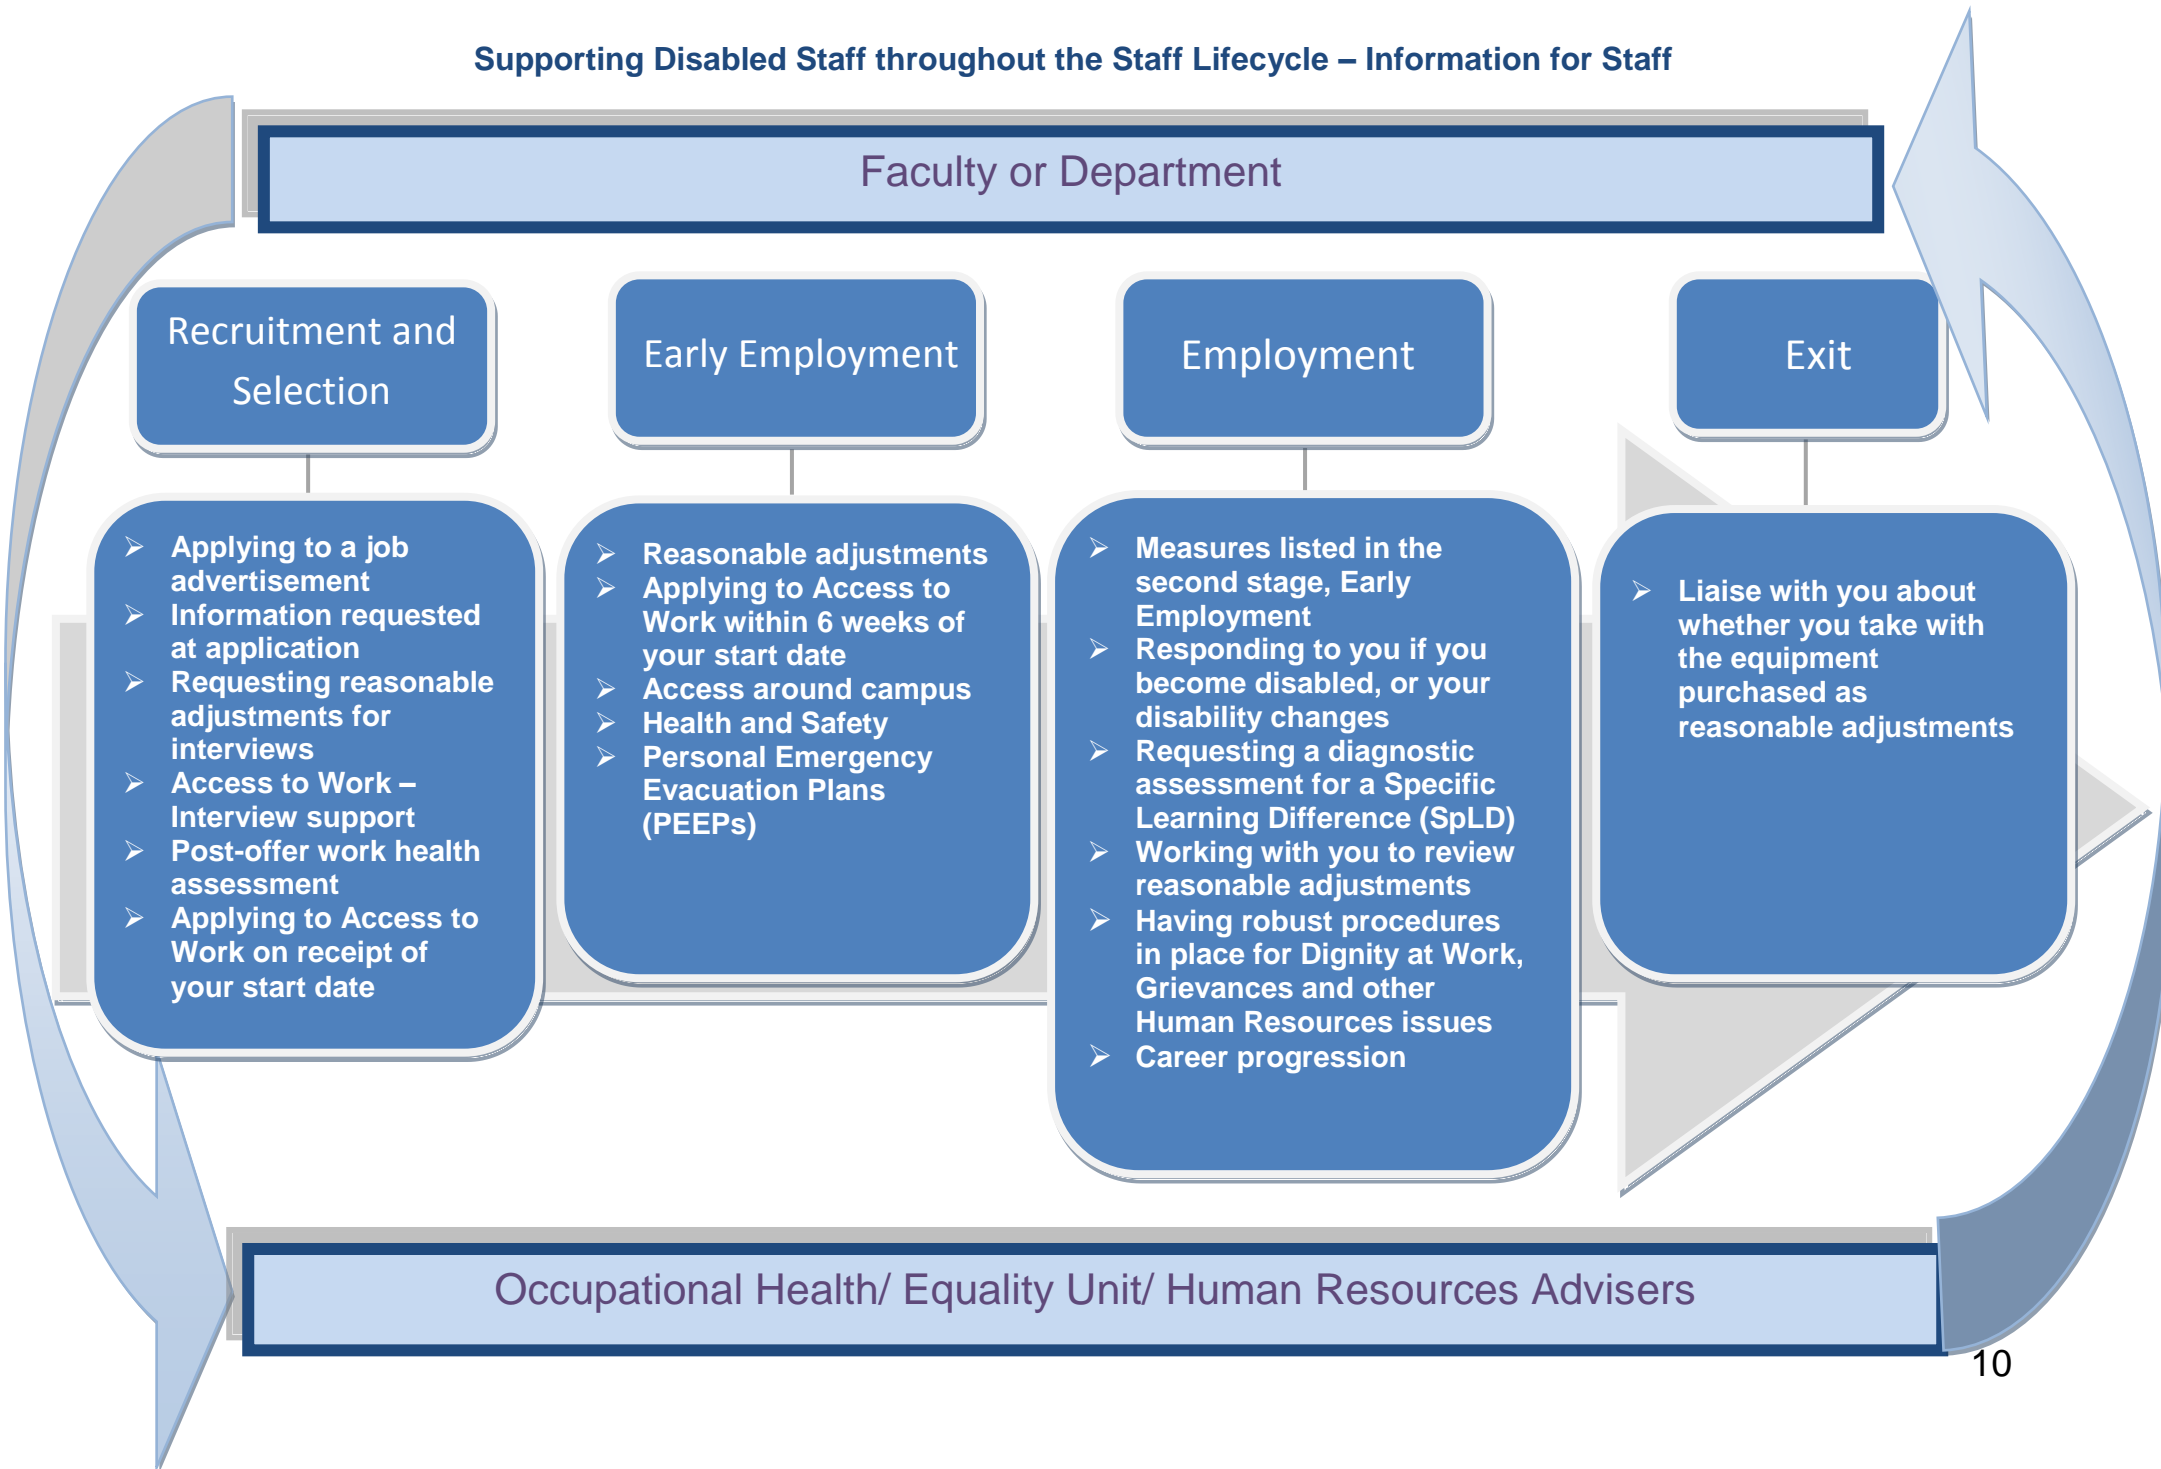 Supporting Disabled Staff throughout the Staff Lifecycle – Information for Staff
Faculty or Department
Recruitment and
Selection
Early Employment
Employment
Exit
➢ Applying to a job
advertisement
➢ Information requested
at application
➢ Requesting reasonable
adjustments for
interviews
➢ Access to Work –
Interview support
➢ Post-offer work health
assessment
➢ Applying to Access to
Work on receipt of
your start date
➢ Reasonable adjustments
➢ Applying to Access to
Work within 6 weeks of
your start date
➢ Access around campus
➢ Health and Safety
➢ Personal Emergency
Evacuation Plans
(PEEPs)
➢ Measures listed in the
second stage, Early
Employment
➢ Responding to you if you
become disabled, or your
disability changes
➢ Requesting a diagnostic
assessment for a Specific
Learning Difference (SpLD)
➢ Working with you to review
reasonable adjustments
➢ Having robust procedures
in place for Dignity at Work,
Grievances and other
Human Resources issues
➢ Career progression
➢ Liaise with you about
whether you take with
the equipment
purchased as
reasonable adjustments
Occupational Health/ Equality Unit/ Human Resources Advisers
10